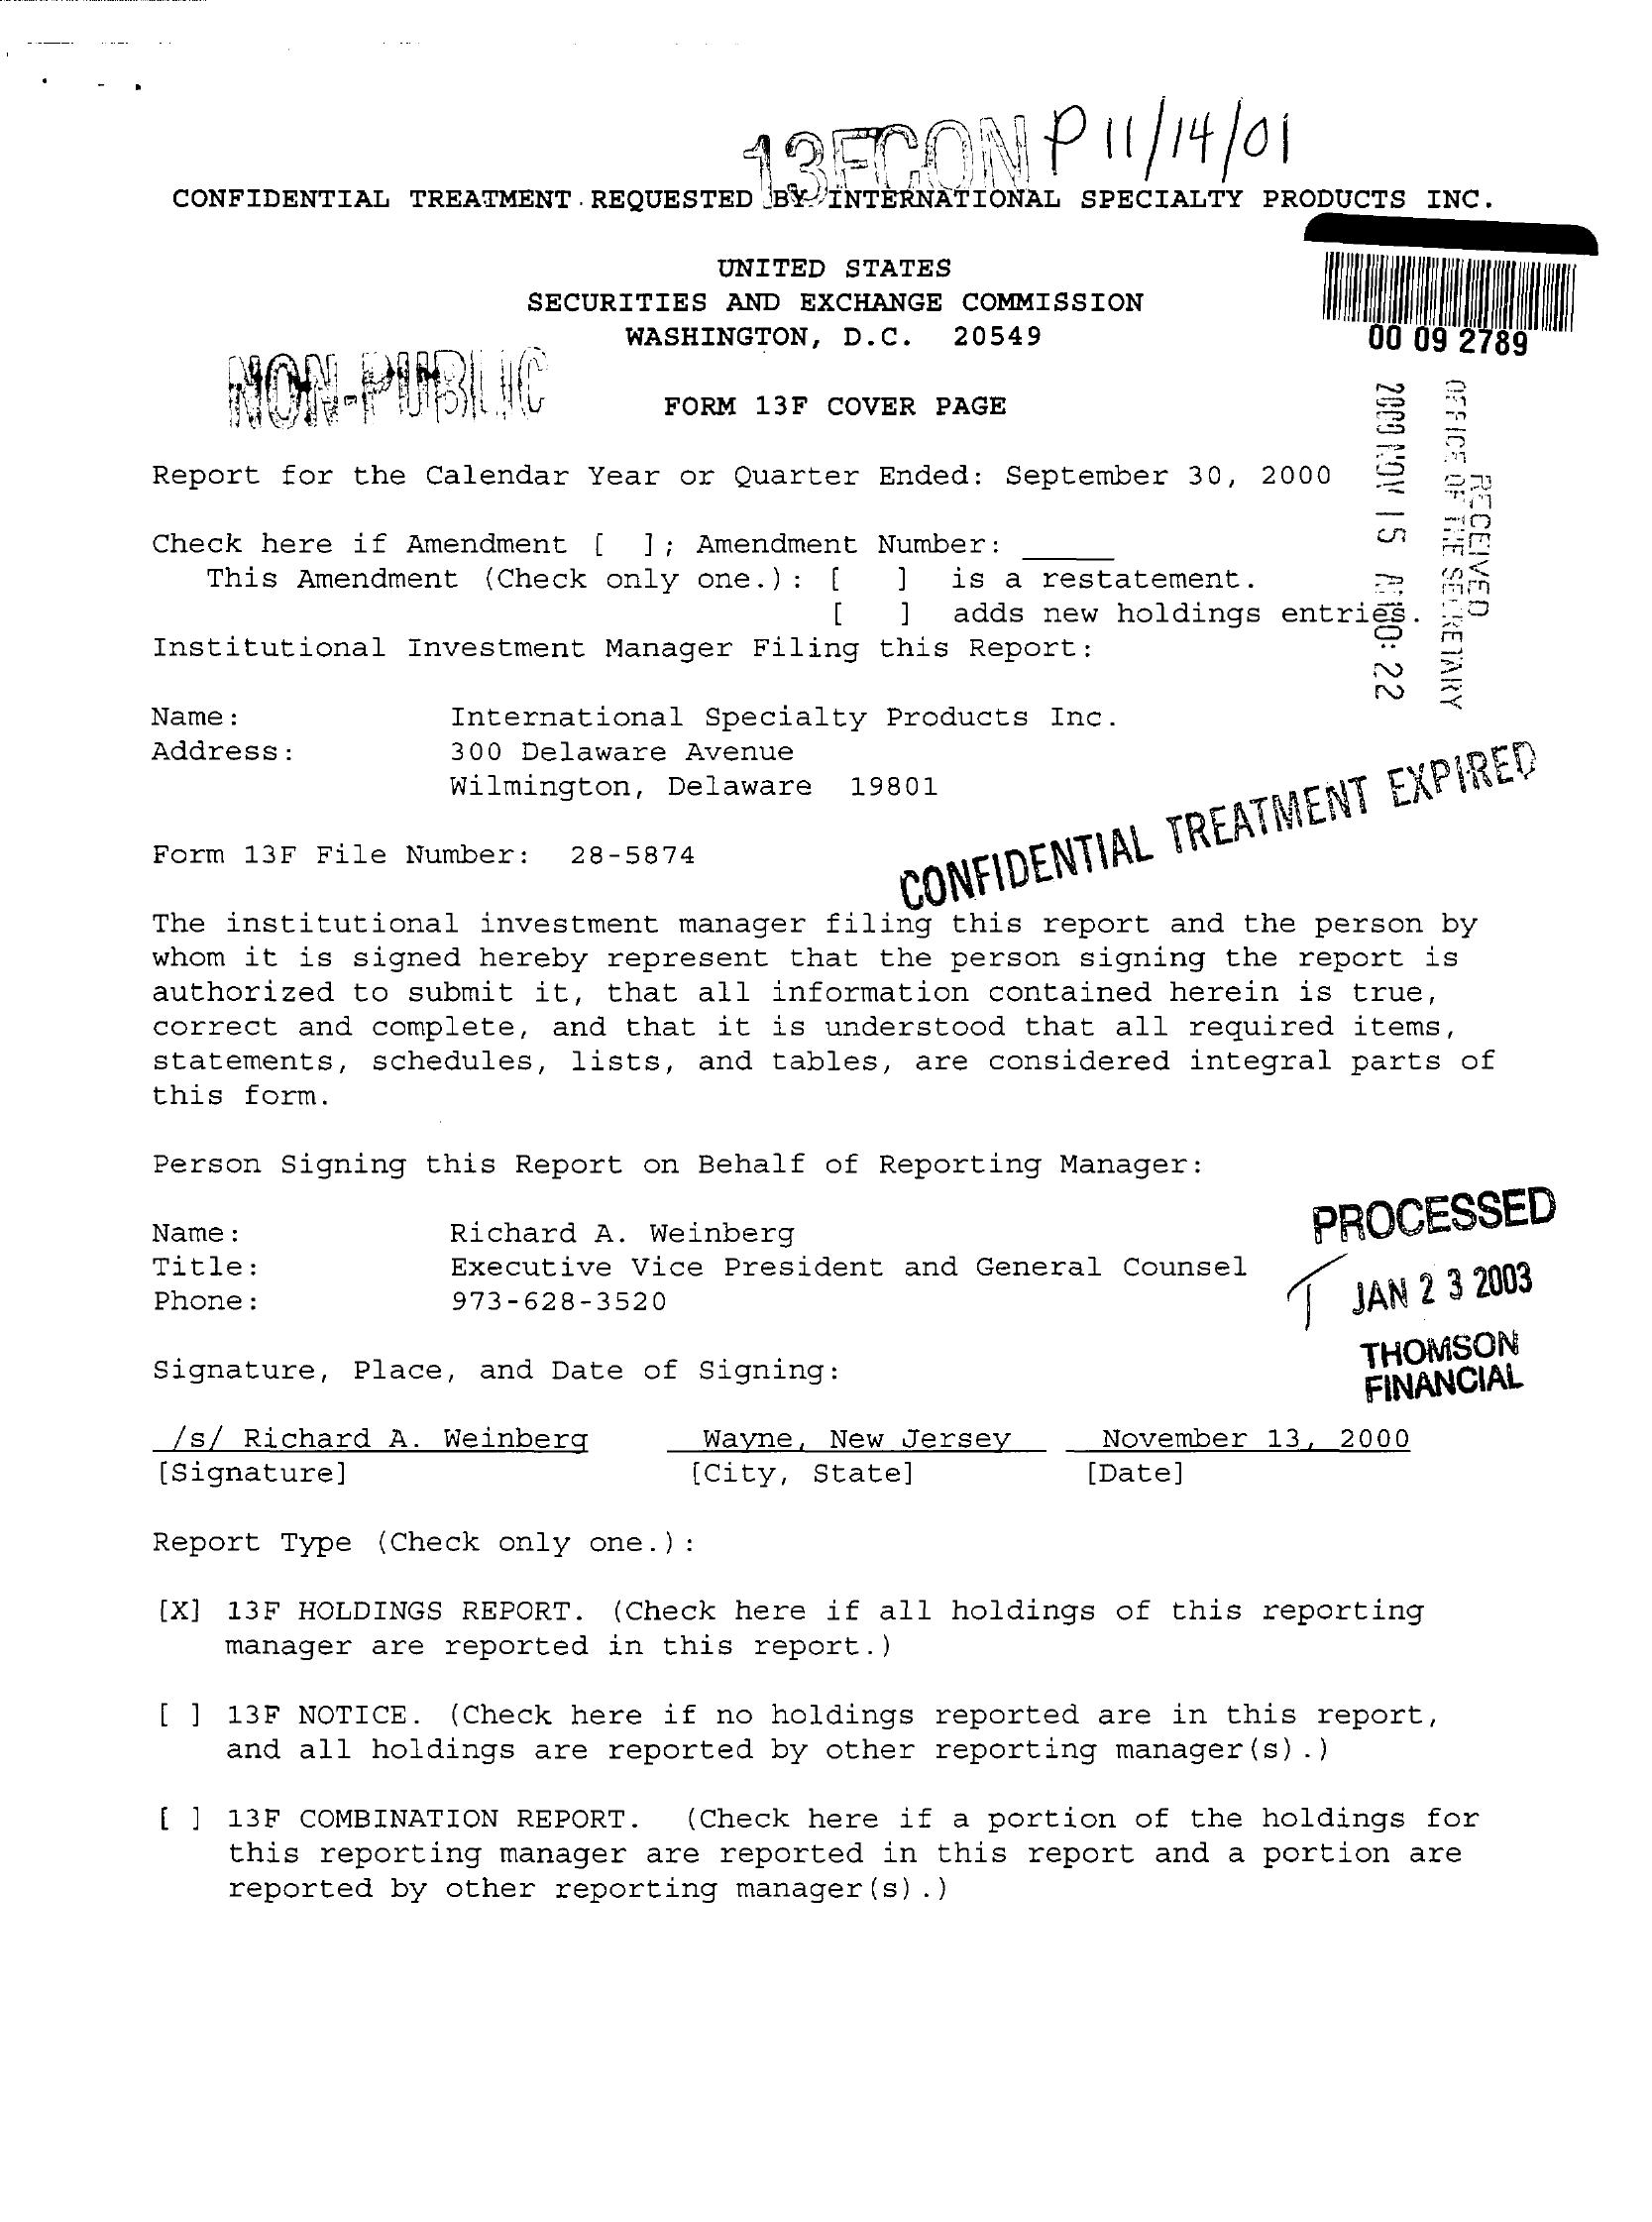 13FCON P 11/14/01
CONFIDENTIAL TREATMENT REQUESTED BY INTERNATIONAL SPECIALTY PRODUCTS INC.
UNITED STATES
SECURITIES AND EXCHANGE COMMISSION
WASHINGTON, D.C. 20549
00 09 2789
NON-PUBLIC
FORM 13F COVER PAGE
RECEIVED
OFFICE OF THE SECRETARY
2000 NOV 15 AM 10:22
Report for the Calendar Year or Quarter Ended: September 30, 2000
Check here if Amendment [ ]; Amendment Number: _____
This Amendment (Check only one.): [ ] is a restatement.
[ ] adds new holdings entries.
Institutional Investment Manager Filing this Report:
Name: International Specialty Products Inc.
Address: 300 Delaware Avenue
Wilmington, Delaware 19801
CONFIDENTIAL TREATMENT EXPIRED
Form 13F File Number: 28-5874
The institutional investment manager filing this report and the person by
whom it is signed hereby represent that the person signing the report is
authorized to submit it, that all information contained herein is true,
correct and complete, and that it is understood that all required items,
statements, schedules, lists, and tables, are considered integral parts of
this form.
Person Signing this Report on Behalf of Reporting Manager:
Name: Richard A. Weinberg
Title: Executive Vice President and General Counsel
Phone: 973-628-3520
PROCESSED
JAN 23 2003
THOMSON
FINANCIAL
Signature, Place, and Date of Signing:
/s/ Richard A. Weinberg Wayne, New Jersey November 13, 2000
[Signature] [City, State] [Date]
Report Type (Check only one.):
[X] 13F HOLDINGS REPORT. (Check here if all holdings of this reporting
manager are reported in this report.)
[ ] 13F NOTICE. (Check here if no holdings reported are in this report,
and all holdings are reported by other reporting manager(s).)
[ ] 13F COMBINATION REPORT. (Check here if a portion of the holdings for
this reporting manager are reported in this report and a portion are
reported by other reporting manager(s).)